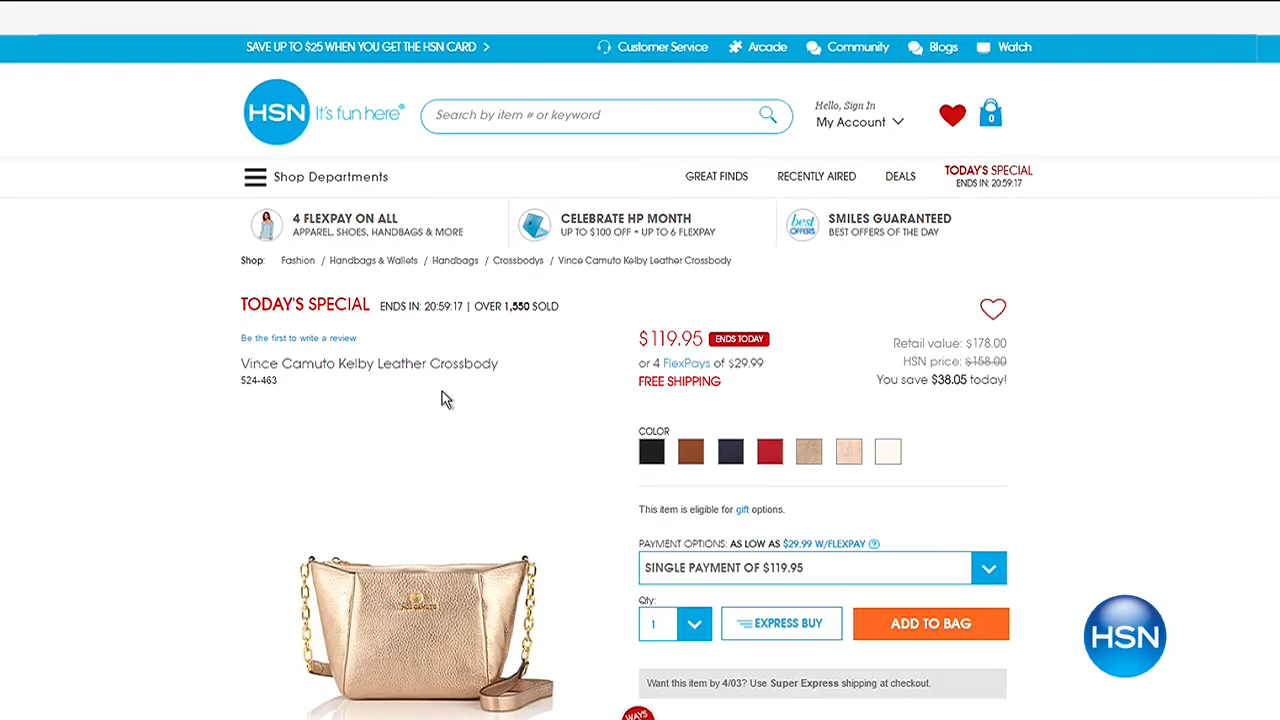 SAVE UP TO $25 WHEN YOU GET THE HSN CARD
Customer Service
Arcade
Community
Blogs
Watch
HSN It's fun here®
Search by item # or keyword
Hello, Sign In
My Account
0
Shop Departments
GREAT FINDS
RECENTLY AIRED
DEALS
TODAY'S SPECIAL
ENDS IN: 20:59:17
4 FLEXPAY ON ALL
APPAREL, SHOES, HANDBAGS & MORE
CELEBRATE HP MONTH
UP TO $100 OFF + UP TO 6 FLEXPAY
best
OFFERS
SMILES GUARANTEED
BEST OFFERS OF THE DAY
Shop: Fashion / Handbags & Wallets / Handbags / Crossbodys / Vince Camuto Kelby Leather Crossbody
TODAY'S SPECIAL ENDS IN: 20:59:17 | OVER 1,550 SOLD
Be the first to write a review
Vince Camuto Kelby Leather Crossbody
524-463
$119.95 ENDS TODAY
or 4 FlexPays of $29.99
FREE SHIPPING
Retail value: $178.00
HSN price: $158.00
You save $38.05 today!
COLOR
This item is eligible for gift options.
PAYMENT OPTIONS: AS LOW AS $29.99 W/FLEXPAY ?
SINGLE PAYMENT OF $119.95
Qty:
1
EXPRESS BUY
ADD TO BAG
Want this item by 4/03? Use Super Express shipping at checkout.
WAYS
HSN